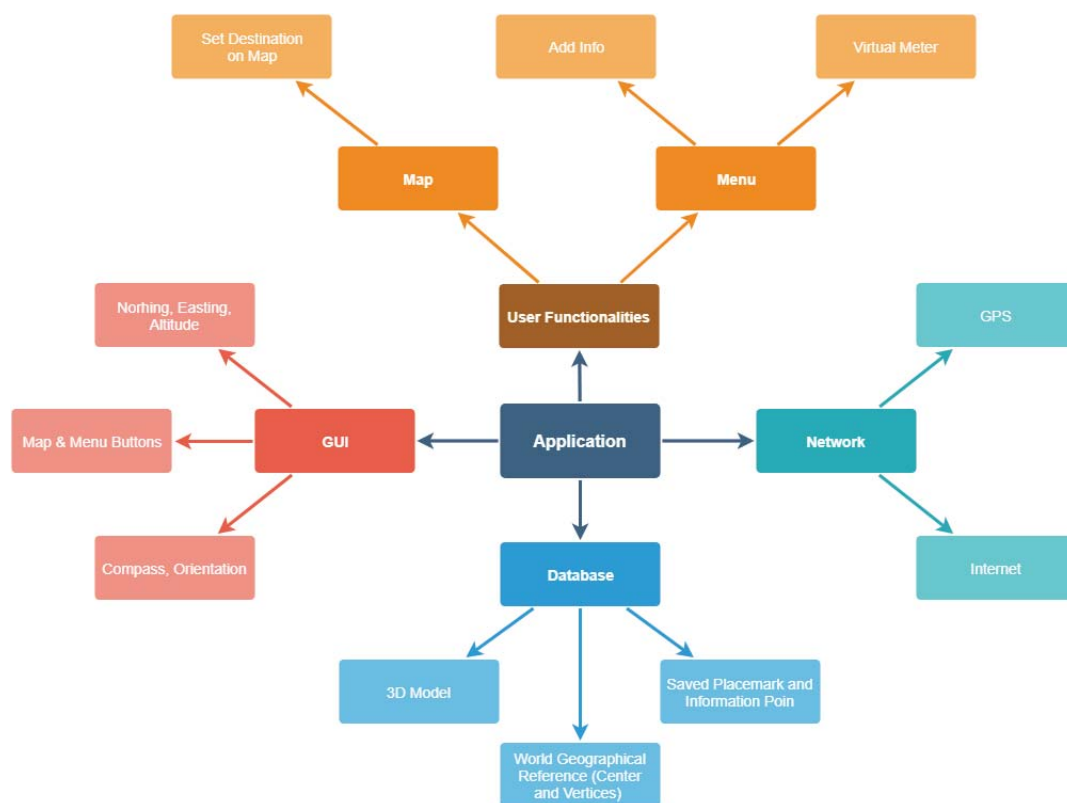 Set Destination
on Map
Add Info
Virtual Meter
Map
Menu
Norhing, Easting,
Altitude
User Functionalities
GPS
Map & Menu Buttons
GUI
Application
Network
Compass, Orientation
Database
Internet
3D Model
Saved Placemark and
Information Poin
World Geographical
Reference (Center
and Vertices)